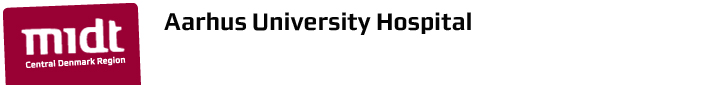 Aarhus University Hospital
midt
Central Denmark Region